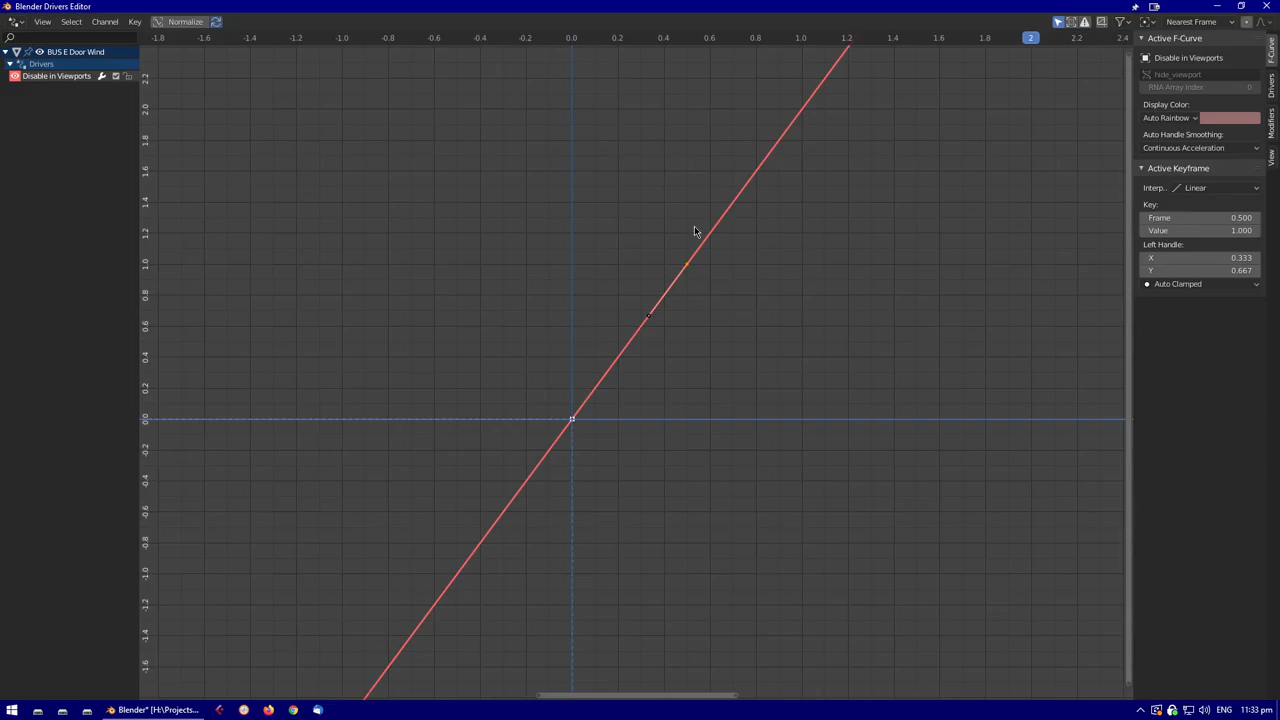 Blender Drivers Editor
View Select Channel Key Normalize Nearest Frame
-1.8 -1.6 -1.4 -1.2 -1.0 -0.8 -0.6 -0.4 -0.2 0.0 0.2 0.4 0.6 0.8 1.0 1.2 1.4 1.6 1.8 2 2.2 2.4
BUS E Door Wind
Drivers
Disable in Viewports
2.2
2.0
1.8
1.6
1.4
1.2
1.0
0.8
0.6
0.4
0.2
0.0
-0.2
-0.4
-0.6
-0.8
-1.0
-1.2
-1.4
-1.6
Active F-Curve
Disable in Viewports
hide_viewport
RNA Array Index 0
Display Color:
Auto Rainbow
Auto Handle Smoothing:
Continuous Acceleration
Active Keyframe
Interp.. Linear
Key:
Frame 0.500
Value 1.000
Left Handle:
X 0.333
Y 0.667
Auto Clamped
F-Curve
Drivers
Modifiers
View
Blender* [H:\Projects...
ENG 11:33 pm